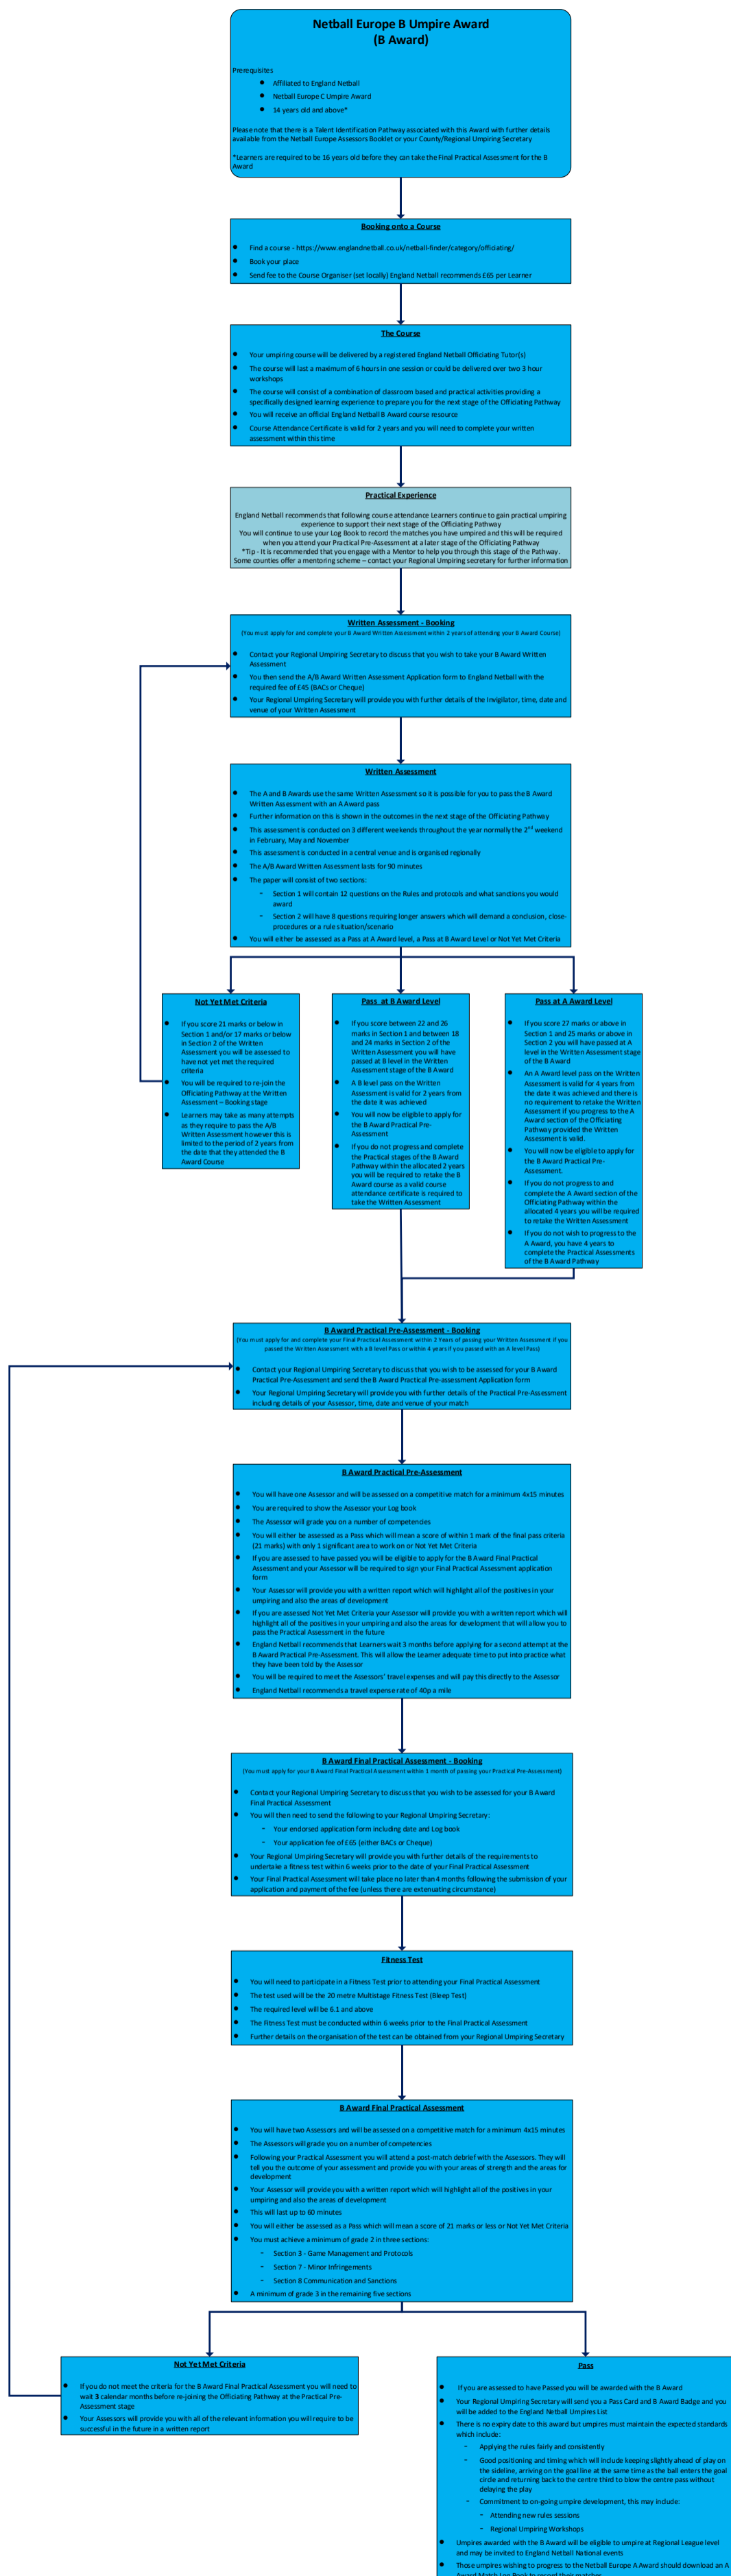 Netball Europe B Umpire Award
(B Award)
Prerequisites
● Affiliated to England Netball
● Netball Europe C Umpire Award
● 14 years old and above*
Please note that there is a Talent Identification Pathway associated with this Award with further details
available from the Netball Europe Assessors Booklet or your County/Regional Umpiring Secretary
*Learners are required to be 16 years old before they can take the Final Practical Assessment for the B
Award
Booking onto a Course
● Find a course - https://www.englandnetball.co.uk/netball-finder/category/officiating/
● Book your place
● Send fee to the Course Organiser (set locally) England Netball recommends £65 per Learner
The Course
● Your umpiring course will be delivered by a registered England Netball Officiating Tutor(s)
● The course will last a maximum of 6 hours in one session or could be delivered over two 3 hour
workshops
● The course will consist of a combination of classroom based and practical activities providing a
specifically designed learning experience to prepare you for the next stage of the Officiating Pathway
● You will receive an official England Netball B Award course resource
● Course Attendance Certificate is valid for 2 years and you will need to complete your written
assessment within this time
Practical Experience
England Netball recommends that following course attendance Learners continue to gain practical umpiring
experience to support their next stage of the Officiating Pathway
You will continue to use your Log Book to record the matches you have umpired and this will be required
when you attend your Practical Pre-Assessment at a later stage of the Officiating Pathway
*Tip - It is recommended that you engage with a Mentor to help you through this stage of the Pathway.
Some counties offer a mentoring scheme – contact your Regional Umpiring secretary for further information
Written Assessment - Booking
(You must apply for and complete your B Award Written Assessment within 2 years of attending your B Award Course)
● Contact your Regional Umpiring Secretary to discuss that you wish to take your B Award Written
Assessment
● You then send the A/B Award Written Assessment Application form to England Netball with the
required fee of £45 (BACs or Cheque)
● Your Regional Umpiring Secretary will provide you with further details of the Invigilator, time, date and
venue of your Written Assessment
Written Assessment
● The A and B Awards use the same Written Assessment so it is possible for you to pass the B Award
Written Assessment with an A Award pass
● Further information on this is shown in the outcomes in the next stage of the Officiating Pathway
● This assessment is conducted on 3 different weekends throughout the year normally the 2nd weekend
in February, May and November
● This assessment is conducted in a central venue and is organised regionally
● The A/B Award Written Assessment lasts for 90 minutes
● The paper will consist of two sections:
- Section 1 will contain 12 questions on the Rules and protocols and what sanctions you would
award
- Section 2 will have 8 questions requiring longer answers which will demand a conclusion, close-
procedures or a rule situation/scenario
● You will either be assessed as a Pass at A Award level, a Pass at B Award Level or Not Yet Met Criteria
Not Yet Met Criteria
● If you score 21 marks or below in
Section 1 and/or 17 marks or below
in Section 2 of the Written
Assessment you will be assessed to
have not yet met the required
criteria
● You will be required to re-join the
Officiating Pathway at the Written
Assessment – Booking stage
● Learners may take as many attempts
as they require to pass the A/B
Written Assessment however this is
limited to the period of 2 years from
the date that they attended the B
Award Course
Pass at B Award Level
● If you score between 22 and 26
marks in Section 1 and between 18
and 24 marks in Section 2 of the
Written Assessment you will have
passed at B level in the Written
Assessment stage of the B Award
● A B level pass on the Written
Assessment is valid for 2 years from
the date it was achieved
● You will now be eligible to apply for
the B Award Practical Pre-
Assessment
● If you do not progress and complete
the Practical stages of the B Award
Pathway within the allocated 2 years
you will be required to retake the B
Award course as a valid course
attendance certificate is required to
take the Written Assessment
Pass at A Award Level
● If you score 27 marks or above in
Section 1 and 25 marks or above in
Section 2 you will have passed at A
level in the Written Assessment stage
of the B Award
● An A Award level pass on the Written
Assessment is valid for 4 years from
the date it was achieved and there is
no requirement to retake the Written
Assessment if you progress to the A
Award section of the Officiating
Pathway provided the Written
Assessment is valid.
● You will now be eligible to apply for
the B Award Practical Pre-
Assessment.
● If you do not progress to and
complete the A Award section of the
Officiating Pathway within the
allocated 4 years you will be required
to retake the Written Assessment
● If you do not wish to progress to the
A Award, you have 4 years to
complete the Practical Assessments
of the B Award Pathway
B Award Practical Pre-Assessment - Booking
(You must apply for and complete your Final Practical Assessment within 2 Years of passing your Written Assessment if you
passed the Written Assessment with a B level Pass or within 4 years if you passed with an A level Pass)
● Contact your Regional Umpiring Secretary to discuss that you wish to be assessed for your B Award
Practical Pre-Assessment and send the B Award Practical Pre-assessment Application form
● Your Regional Umpiring Secretary will provide you with further details of the Practical Pre-Assessment
including details of your Assessor, time, date and venue of your match
B Award Practical Pre-Assessment
● You will have one Assessor and will be assessed on a competitive match for a minimum 4x15 minutes
● You are required to show the Assessor your Log book
● The Assessor will grade you on a number of competencies
● You will either be assessed as a Pass which will mean a score of within 1 mark of the final pass criteria
(21 marks) with only 1 significant area to work on or Not Yet Met Criteria
● If you are assessed to have passed you will be eligible to apply for the B Award Final Practical
Assessment and your Assessor will be required to sign your Final Practical Assessment application
form
● Your Assessor will provide you with a written report which will highlight all of the positives in your
umpiring and also the areas of development
● If you are assessed Not Yet Met Criteria your Assessor will provide you with a written report which will
highlight all of the positives in your umpiring and also the areas for development that will allow you to
pass the Practical Assessment in the future
● England Netball recommends that Learners wait 3 months before applying for a second attempt at the
B Award Practical Pre-Assessment. This will allow the Learner adequate time to put into practice what
they have been told by the Assessor
● You will be required to meet the Assessors' travel expenses and will pay this directly to the Assessor
● England Netball recommends a travel expense rate of 40p a mile
B Award Final Practical Assessment - Booking
(You must apply for your B Award Final Practical Assessment within 1 month of passing your Practical Pre-Assessment)
● Contact your Regional Umpiring Secretary to discuss that you wish to be assessed for your B Award
Final Practical Assessment
● You will then need to send the following to your Regional Umpiring Secretary:
- Your endorsed application form including date and Log book
- Your application fee of £65 (either BACs or Cheque)
● Your Regional Umpiring Secretary will provide you with further details of the requirements to
undertake a fitness test within 6 weeks prior to the date of your Final Practical Assessment
● Your Final Practical Assessment will take place no later than 4 months following the submission of your
application and payment of the fee (unless there are extenuating circumstance)
Fitness Test
● You will need to participate in a Fitness Test prior to attending your Final Practical Assessment
● The test used will be the 20 metre Multistage Fitness Test (Bleep Test)
● The required level will be 6.1 and above
● The Fitness Test must be conducted within 6 weeks prior to the Final Practical Assessment
● Further details on the organisation of the test can be obtained from your Regional Umpiring Secretary
B Award Final Practical Assessment
● You will have two Assessors and will be assessed on a competitive match for a minimum 4x15 minutes
● The Assessors will grade you on a number of competencies
● Following your Practical Assessment you will attend a post-match debrief with the Assessors. They will
tell you the outcome of your assessment and provide you with your areas of strength and the areas for
development
● Your Assessor will provide you with a written report which will highlight all of the positives in your
umpiring and also the areas of development
● This will last up to 60 minutes
● You will either be assessed as a Pass which will mean a score of 21 marks or less or Not Yet Met Criteria
● You must achieve a minimum of grade 2 in three sections:
- Section 3 - Game Management and Protocols
- Section 7 - Minor Infringements
- Section 8 Communication and Sanctions
● A minimum of grade 3 in the remaining five sections
Not Yet Met Criteria
● If you do not meet the criteria for the B Award Final Practical Assessment you will need to
wait 3 calendar months before re-joining the Officiating Pathway at the Practical Pre-
Assessment stage
● Your Assessors will provide you with all of the relevant information you will require to be
successful in the future in a written report
Pass
● If you are assessed to have Passed you will be awarded with the B Award
● Your Regional Umpiring Secretary will send you a Pass Card and B Award Badge and you
will be added to the England Netball Umpires List
● There is no expiry date to this award but umpires must maintain the expected standards
which include:
- Applying the rules fairly and consistently
- Good positioning and timing which will include keeping slightly ahead of play on
the sideline, arriving on the goal line at the same time as the ball enters the goal
circle and returning back to the centre third to blow the centre pass without
delaying the play
- Commitment to on-going umpire development, this may include:
- Attending new rules sessions
- Regional Umpiring Workshops
● Umpires awarded with the B Award will be eligible to umpire at Regional League level
and may be invited to England Netball National events
● Those umpires wishing to progress to the Netball Europe A Award should download an A
Award Match Log Book to record their matches